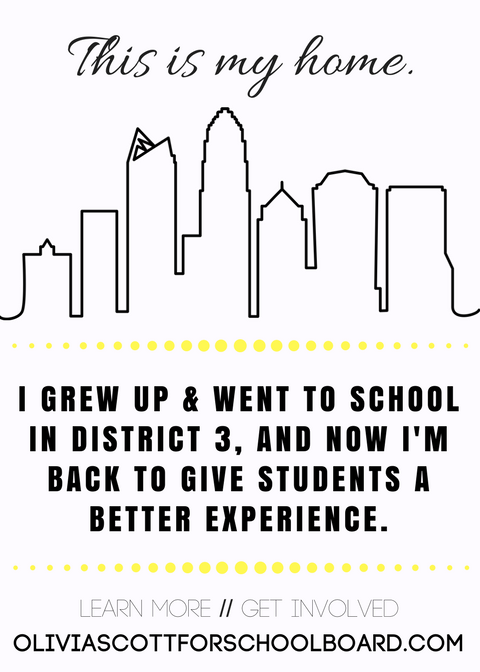 This is my home.
I GREW UP & WENT TO SCHOOL
IN DISTRICT 3, AND NOW I'M
BACK TO GIVE STUDENTS A
BETTER EXPERIENCE.
LEARN MORE // GET INVOLVED
OLIVIASCOTTFORSCHOOLBOARD.COM